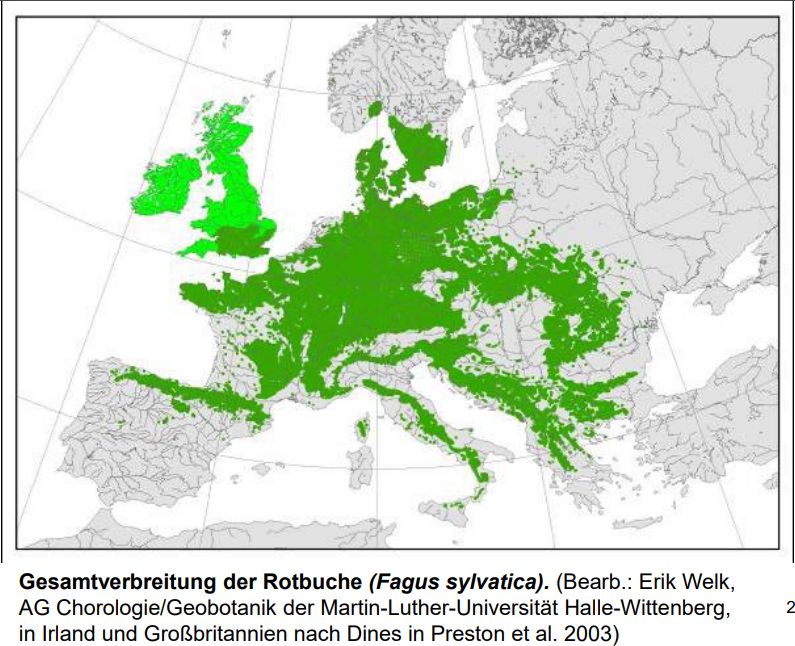 Gesamtverbreitung der Rotbuche (Fagus sylvatica). (Bearb.: Erik Welk,
AG Chorologie/Geobotanik der Martin-Luther-Universität Halle-Wittenberg,
in Irland und Großbritannien nach Dines in Preston et al. 2003)
2